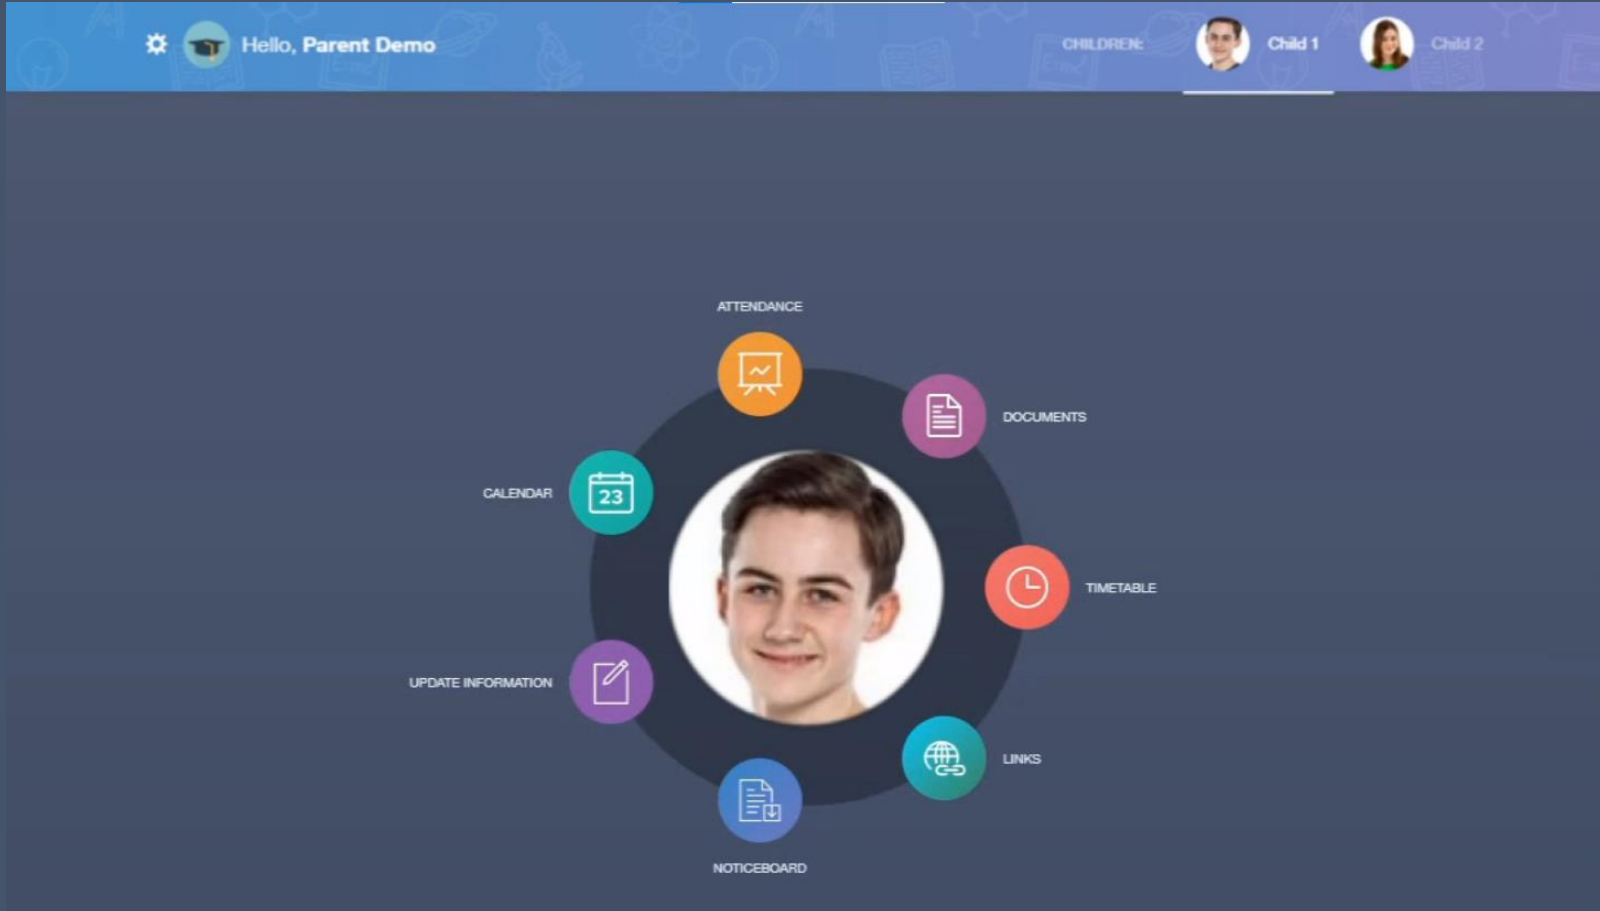 Hello, Parent Demo
CHILDREN:
Child 1
Child 2
ATTENDANCE
DOCUMENTS
CALENDAR
23
TIMETABLE
UPDATE INFORMATION
LINKS
NOTICEBOARD